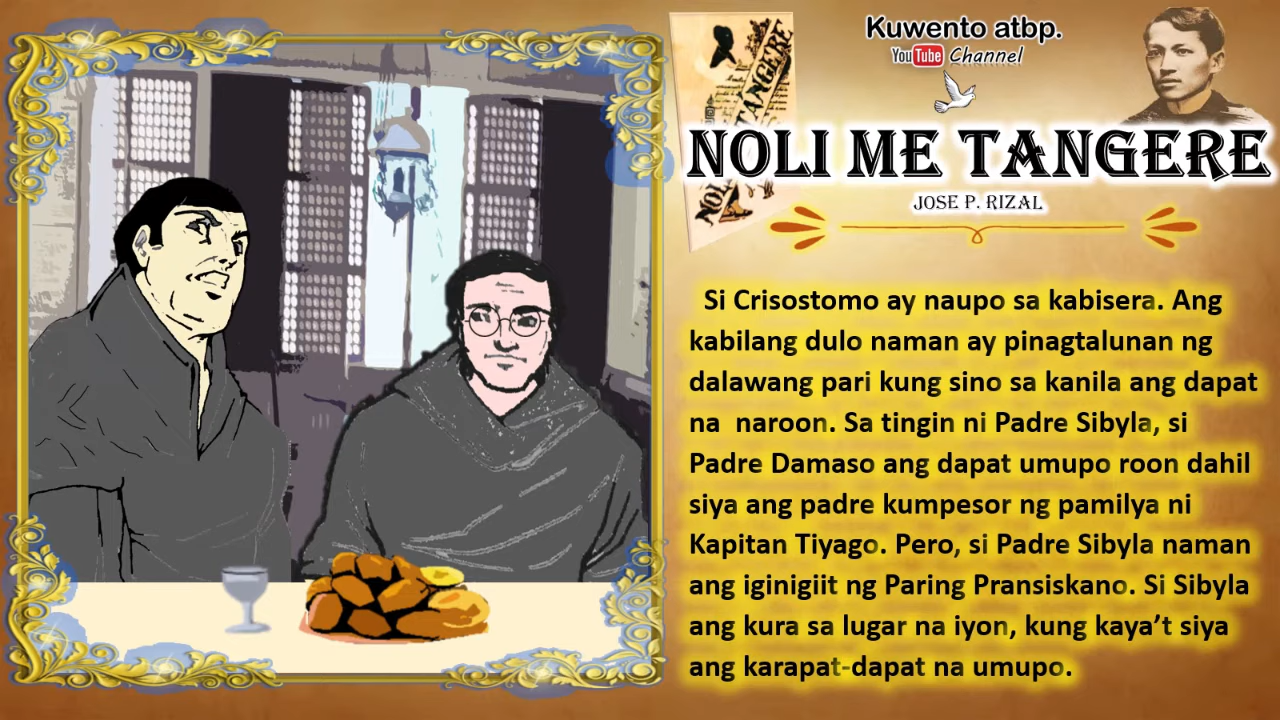 Kuwento atbp.
YouTube Channel
TANGERE
NOLI ME TANGERE
NOLI
JOSE P. RIZAL
Si Crisostomo ay naupo sa kabisera. Ang
kabilang dulo naman ay pinagtalunan ng
dalawang pari kung sino sa kanila ang dapat
na naroon. Sa tingin ni Padre Sibyla, si
Padre Damaso ang dapat umupo roon dahil
siya ang padre kumpesor ng pamilya ni
Kapitan Tiyago. Pero, si Padre Sibyla naman
ang iginigiit ng Paring Pransiskano. Si Sibyla
ang kura sa lugar na iyon, kung kaya’t siya
ang karapat-dapat na umupo.